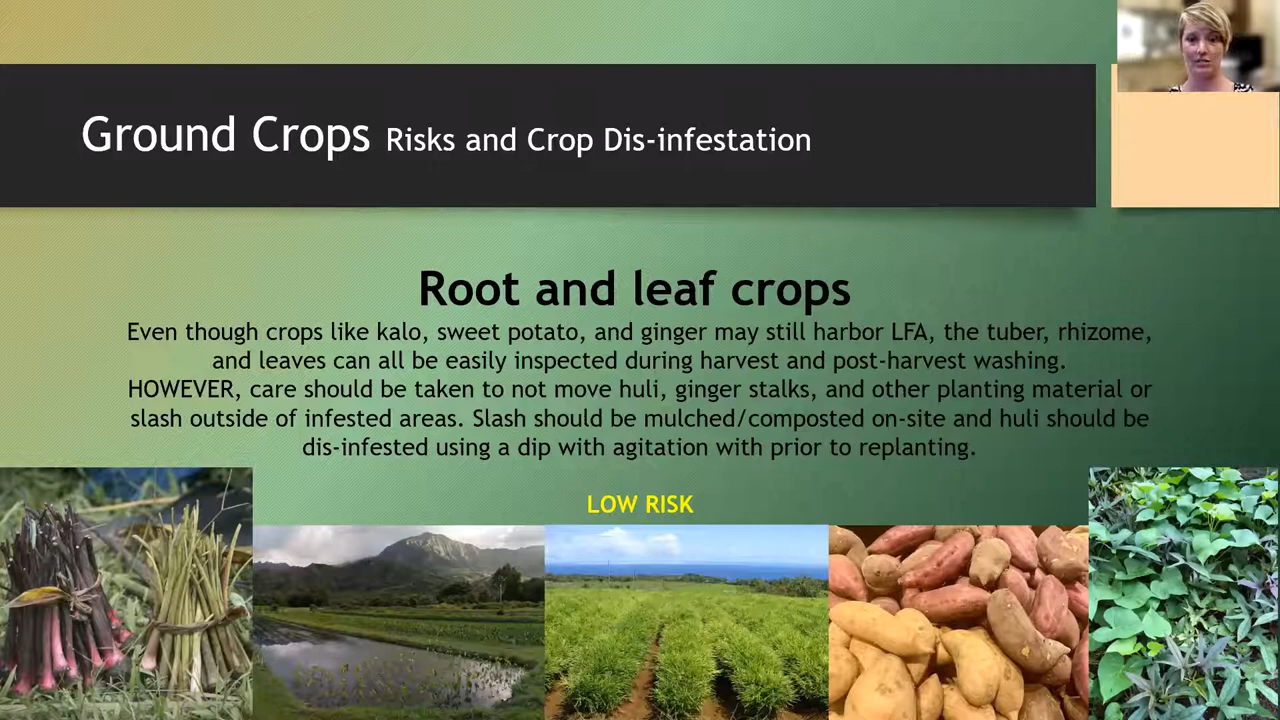 Ground Crops Risks and Crop Dis-infestation
Root and leaf crops
Even though crops like kalo, sweet potato, and ginger may still harbor LFA, the tuber, rhizome,
and leaves can all be easily inspected during harvest and post-harvest washing.
HOWEVER, care should be taken to not move huli, ginger stalks, and other planting material or
slash outside of infested areas. Slash should be mulched/composted on-site and huli should be
dis-infested using a dip with agitation with prior to replanting.
LOW RISK